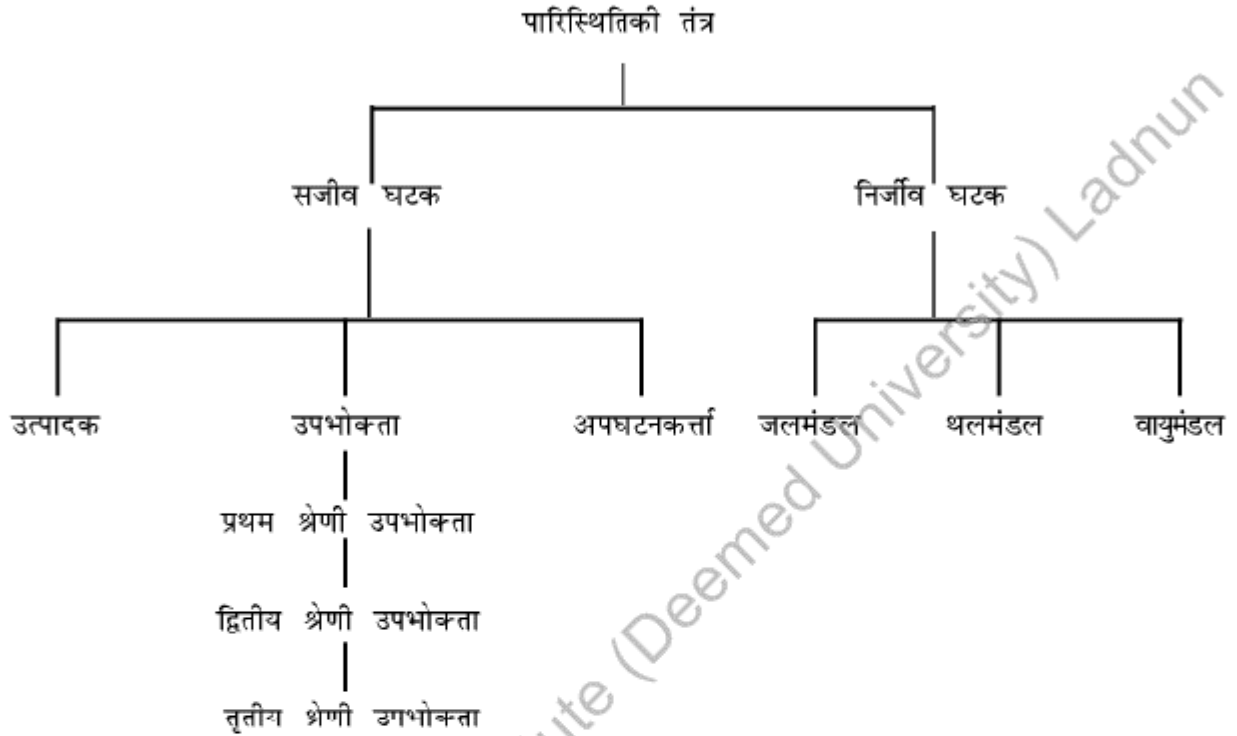 पारिस्थितिकी तंत्र
सजीव घटक निर्जीव घटक
उत्पादक उपभोक्ता अपघटनकर्त्ता जलमंडल थलमंडल वायुमंडल
प्रथम श्रेणी उपभोक्ता
द्वितीय श्रेणी उपभोक्ता
तृतीय श्रेणी उपभोक्ता
ute (Deemed University) Ladnun